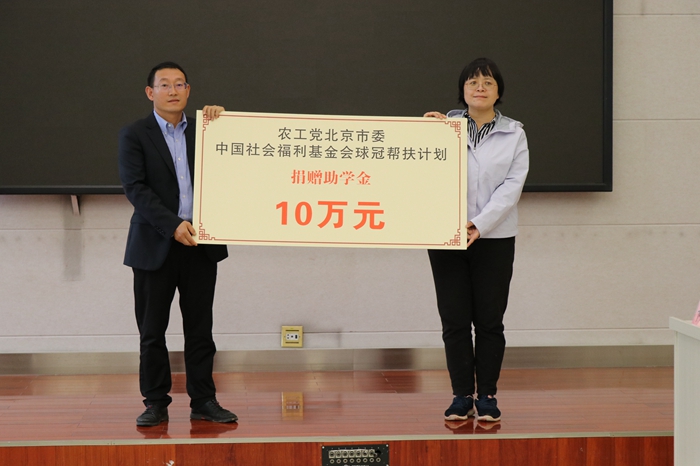 农工党北京市委
中国社会福利基金会球冠帮扶计划
捐赠助学金
10万元